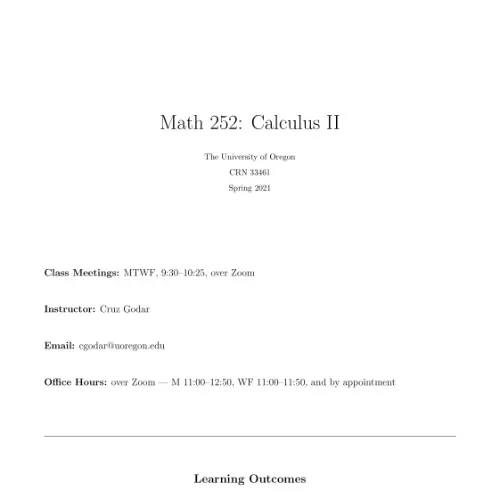 Math 252: Calculus II
The University of Oregon
CRN 33461
Spring 2021
Class Meetings: MTWF, 9:30–10:25, over Zoom
Instructor: Cruz Godar
Email: cgodar@uoregon.edu
Office Hours: over Zoom — M 11:00–12:50, WF 11:00–11:50, and by appointment
Learning Outcomes